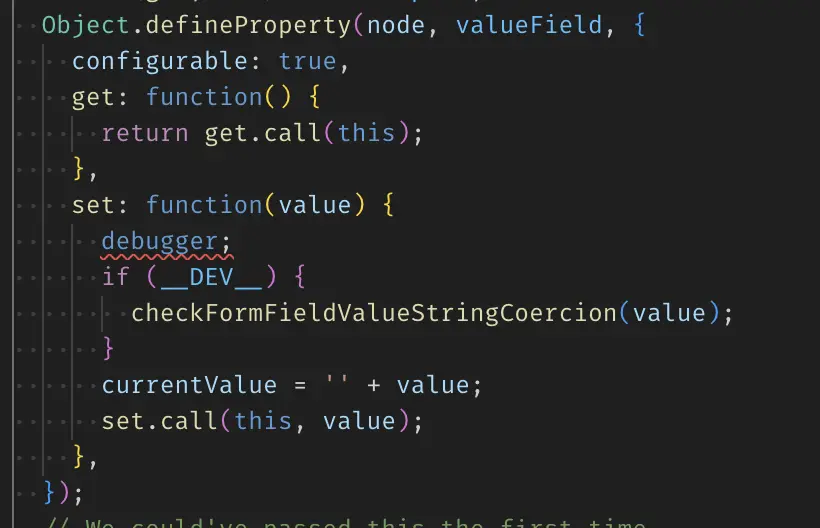 Object.defineProperty(node, valueField, {
configurable: true,
get: function() {
return get.call(this);
},
set: function(value) {
debugger;
if (__DEV__) {
checkFormFieldValueStringCoercion(value);
}
currentValue = '' + value;
set.call(this, value);
},
});
// We could've passed this the first time